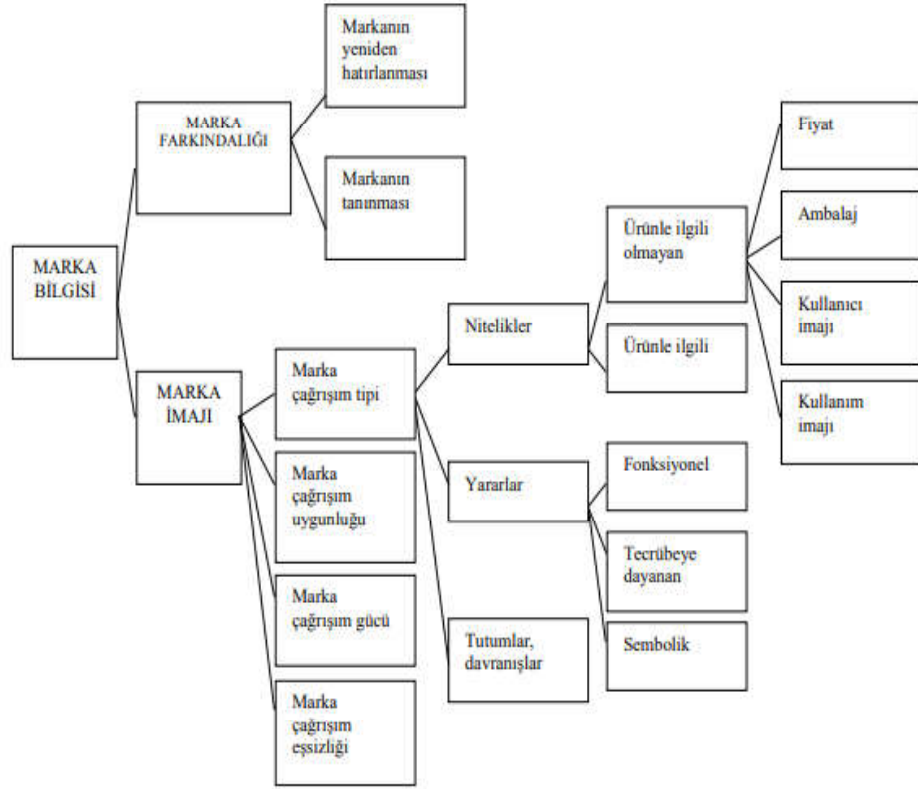 MARKA
BİLGİSİ
MARKA
FARKINDALIĞI
Markanın
yeniden
hatırlanması
Markanın
tanınması
MARKA
İMAJI
Marka
çağrışım tipi
Marka
çağrışım
uygunluğu
Marka
çağrışım gücü
Marka
çağrışım
eşsizliği
Nitelikler
Yararlar
Tutumlar,
davranışlar
Ürünle ilgili
olmayan
Ürünle ilgili
Fonksiyonel
Tecrübeye
dayanan
Sembolik
Fiyat
Ambalaj
Kullanıcı
imajı
Kullanım
imajı